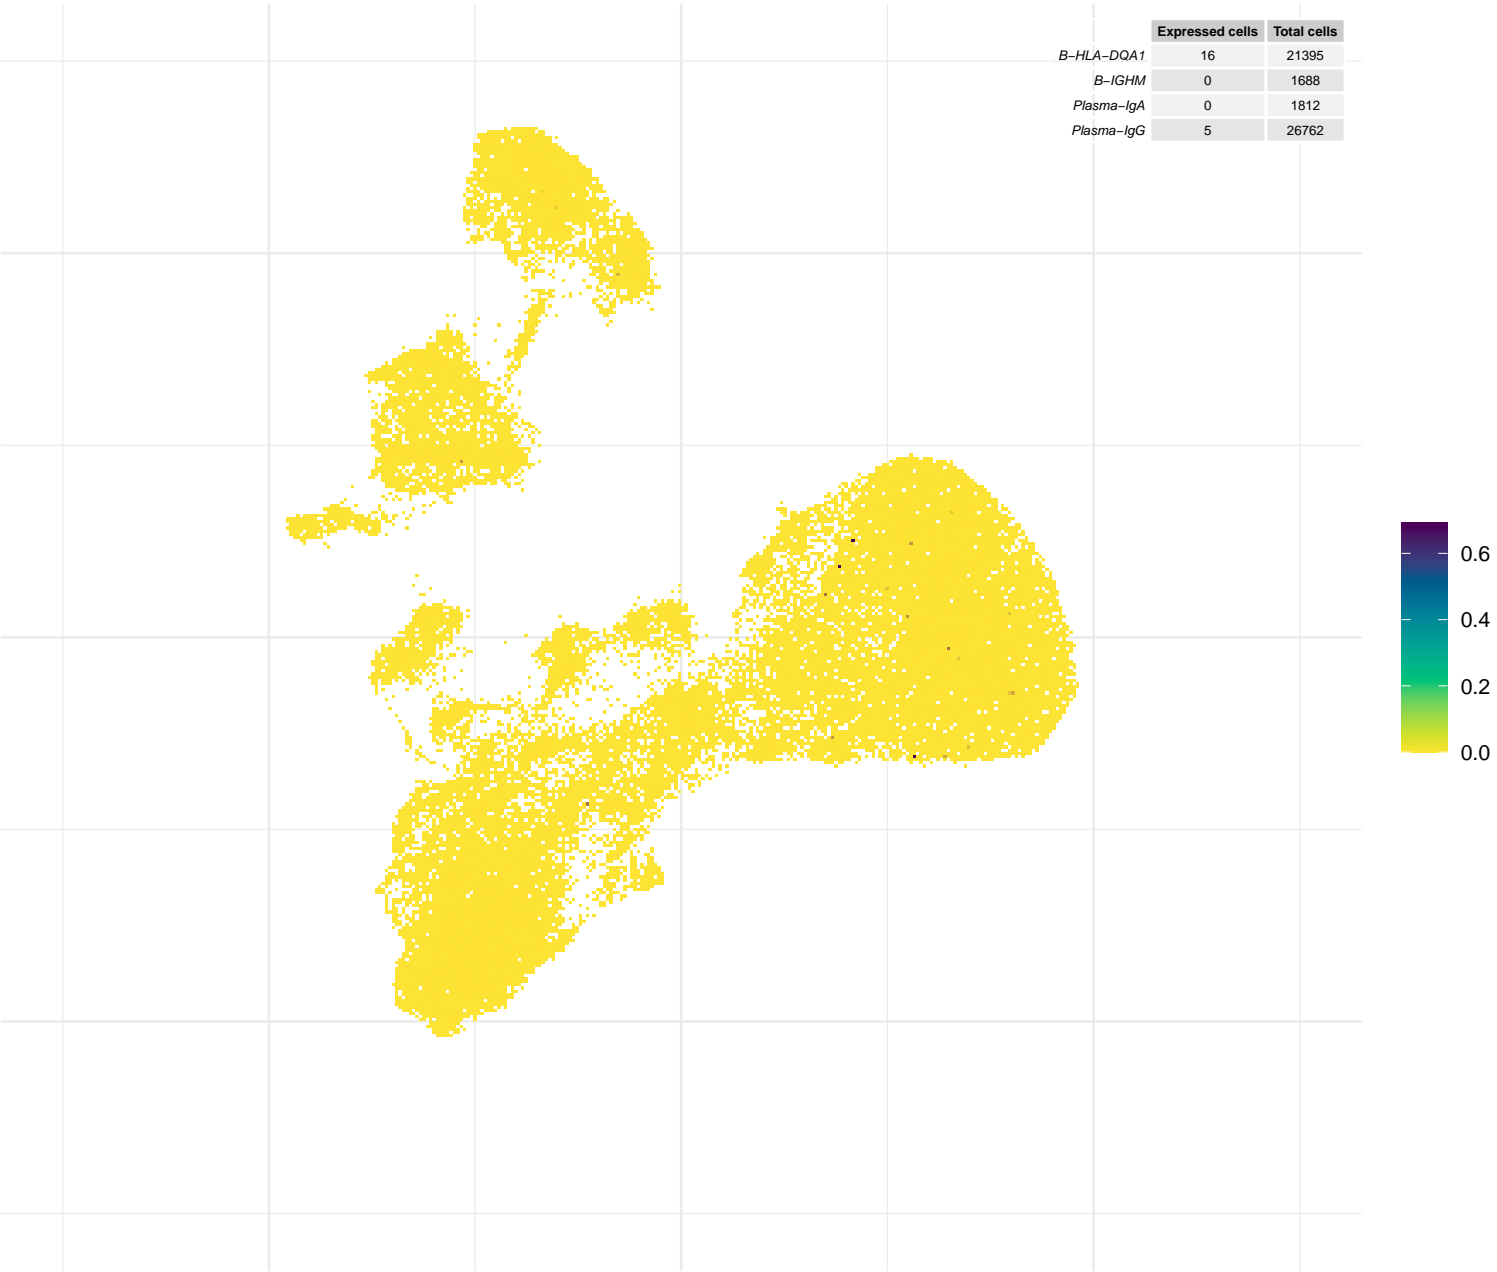 Expressed cells Total cells
B−HLA−DQA1 16 21395
B−IGHM 0 1688
Plasma−IgA 0 1812
Plasma−IgG 5 26762
0.6
0.4
0.2
0.0